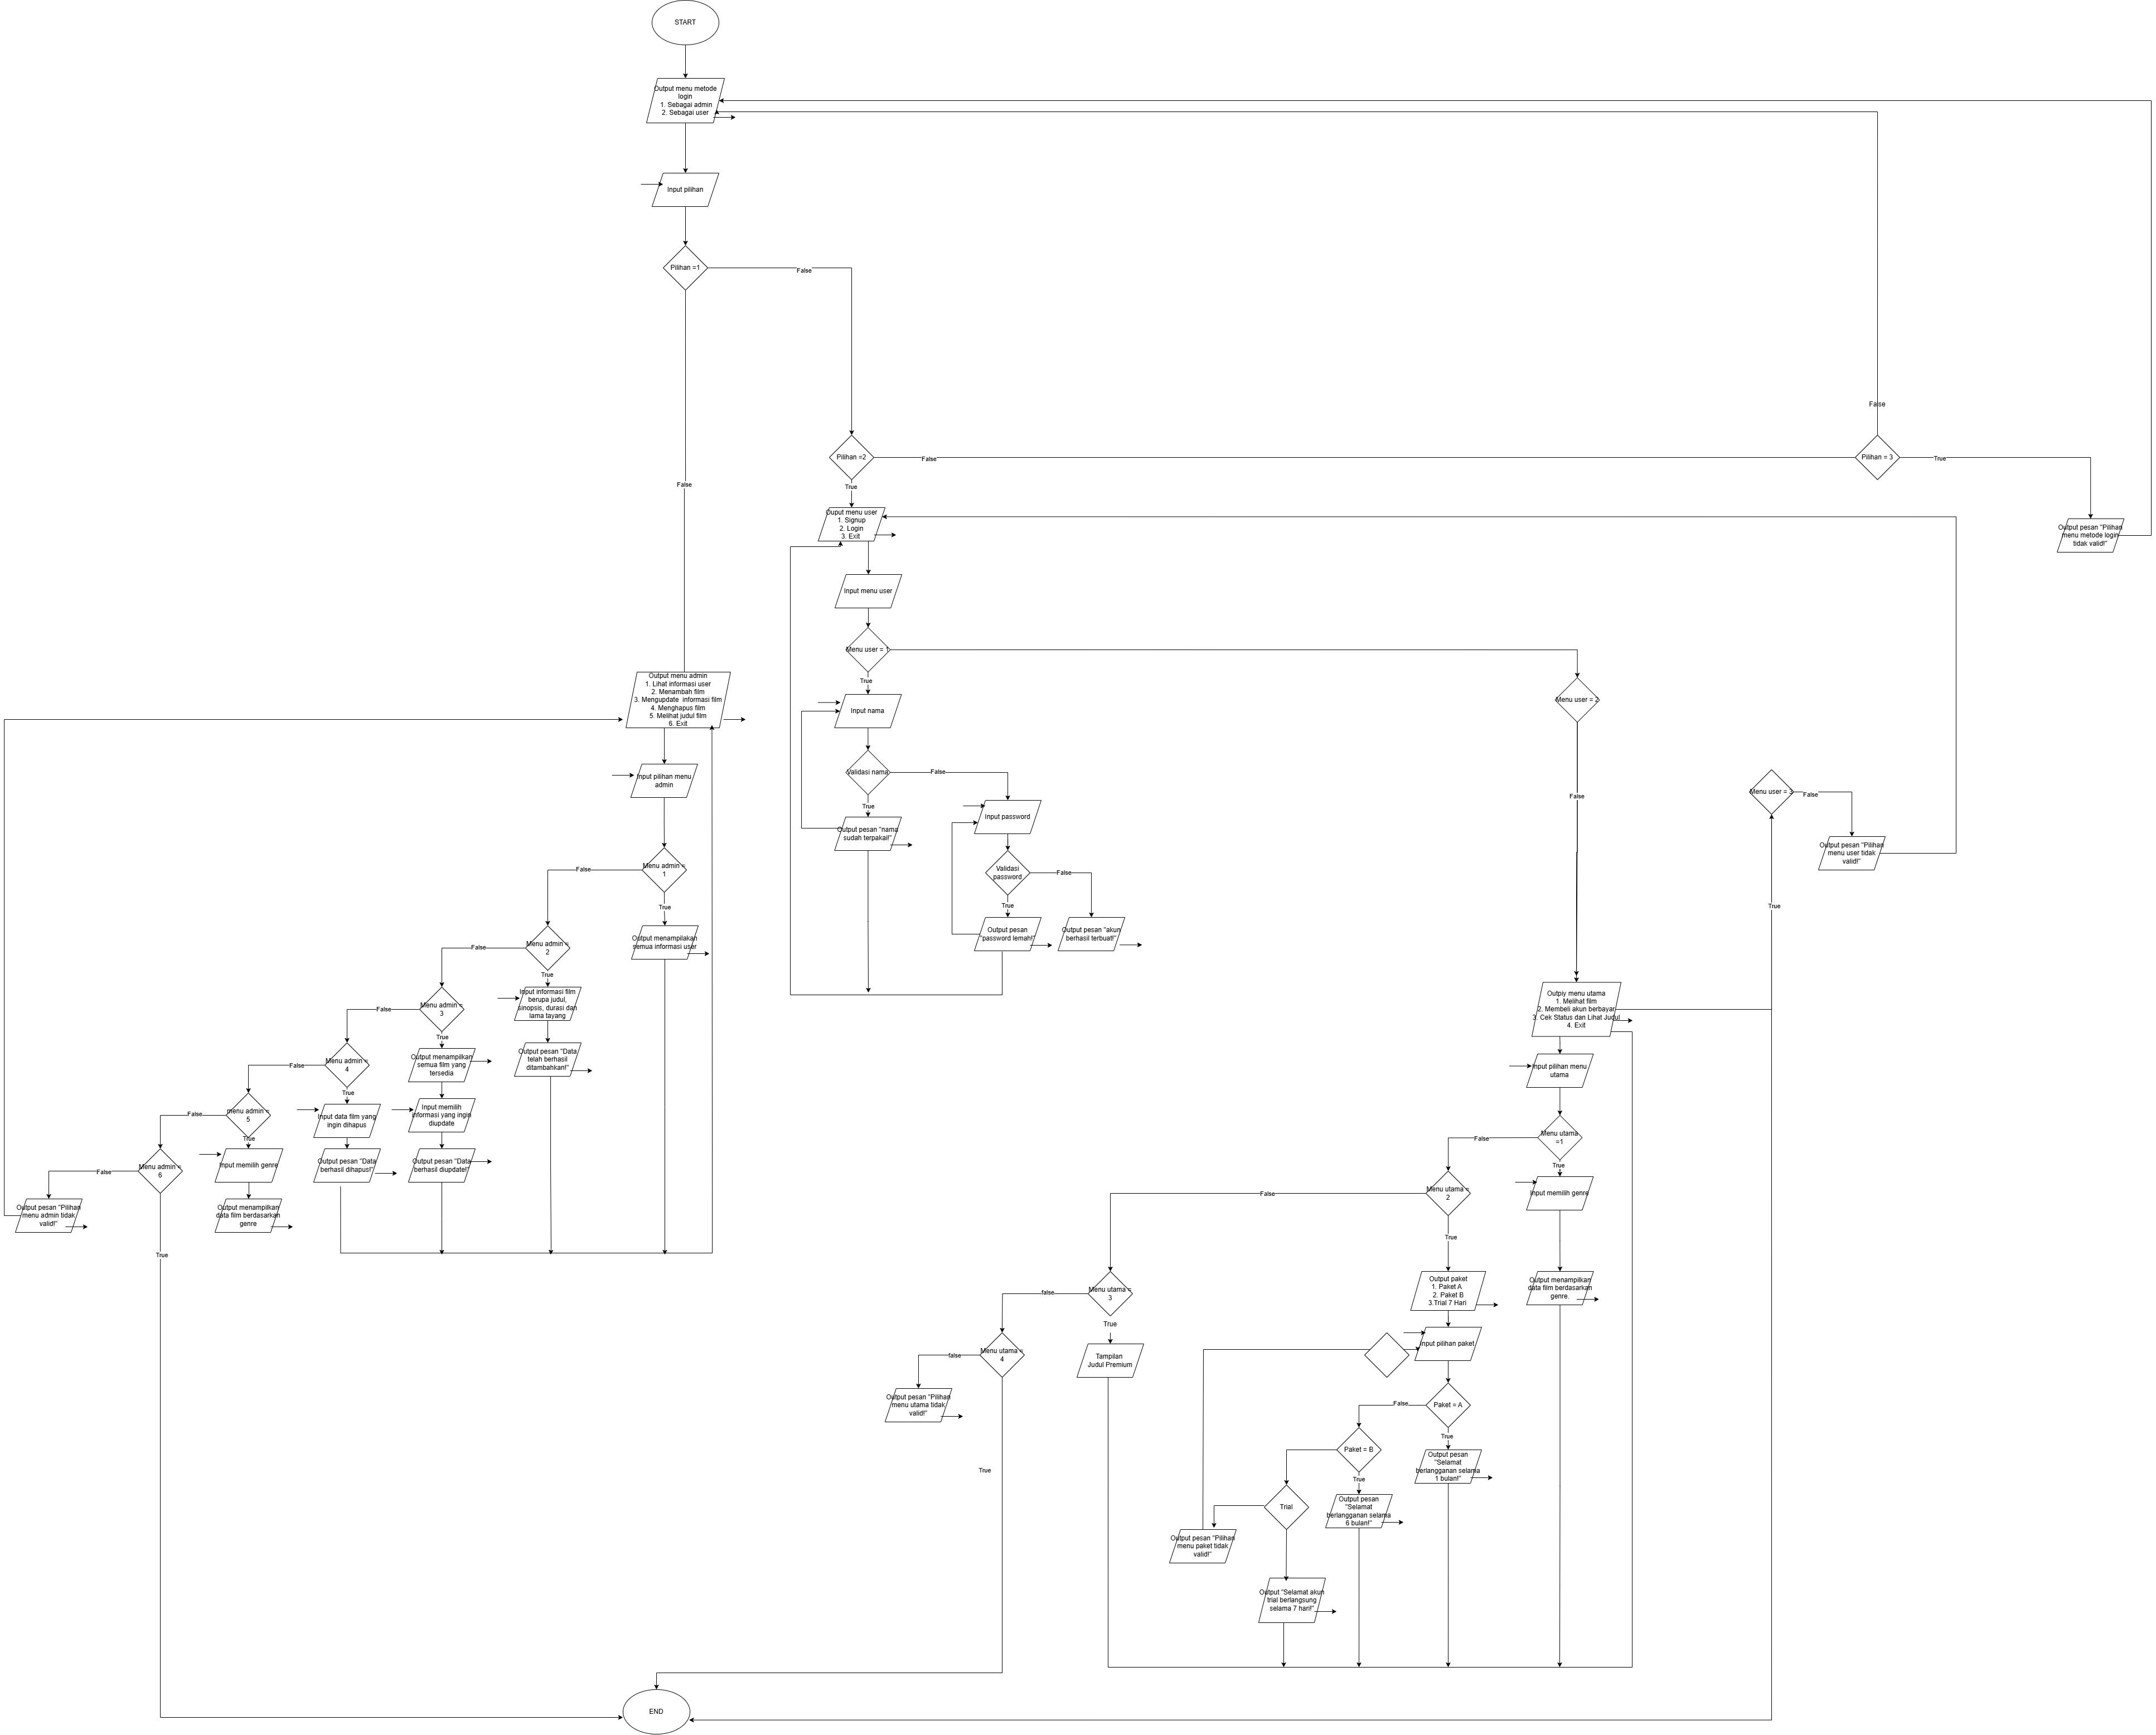 START
Output menu metode
login
1. Sebagai admin
2. Sebagai user
Input pilihan
Pilihan =1
False
False
False
Pilihan =2
False
Pilihan = 3
True
True
Ouput menu user
1. Signup
2. Login
3. Exit
Output pesan "Pilihan
menu metode login
tidak valid!"
Input menu user
Menu user = 1
True
Output menu admin
1. Lihat informasi user
2. Menambah film
3. Mengupdate informasi film
4. Menghapus film
5. Melihat judul film
6. Exit
Input nama
Menu user = 2
Validasi nama
False
Input pilihan menu
admin
Menu user = 3
False
False
True
Input password
Output pesan "nama
sudah terpakai!"
Output pesan "Pilihan
menu user tidak
valid!"
Menu admin =
1
False
True
Validasi
password
False
True
True
Output pesan
"password lemah!"
Output pesan "akun
berhasil terbuat!"
Output menampilakan
semua informasi user
Menu admin =
2
False
True
Input informasi film
berupa judul,
sinopsis, durasi dan
lama tayang
Output pesan "Data
telah berhasil
ditambahkan!"
Menu admin =
3
False
True
Output menampilkan
semua film yang
tersedia
Input memilih
informasi yang ingin
diupdate
Output pesan "Data
berhasil diupdate!"
Menu admin =
4
False
True
Input data film yang
ingin dihapus
Output pesan "Data
berhasil dihapus!"
menu admin =
5
False
True
Input memilih genre
Output menampilkan
data film berdasarkan
genre
Menu admin =
6
False
True
Output pesan "Pilihan
menu admin tidak
valid!"
Outpiy menu utama
1. Melihat film
2. Membeli akun berbayar
3. Cek Status dan Lihat Judul
4. Exit
Input pilihan menu
utama
Menu utama
=1
False
True
Input memilih genre
Output menampilkan
data film berdasarkan
genre.
Menu utama =
2
False
True
Output paket
1. Paket A
2. Paket B
3.Trial 7 Hari
Input pilihan paket
Paket = A
False
True
Output pesan
"Selamat
berlangganan selama
1 bulan!"
Paket = B
True
Output pesan
"Selamat
berlangganan selama
6 bulan!"
Trial
Output pesan "Pilihan
menu paket tidak
valid!"
Output "Selamat akun
trial berlangsung
selama 7 hari!"
Menu utama =
3
false
True
Tampilan
Judul Premium
Menu utama =
4
false
True
Output pesan "Pilihan
menu utama tidak
valid!"
END